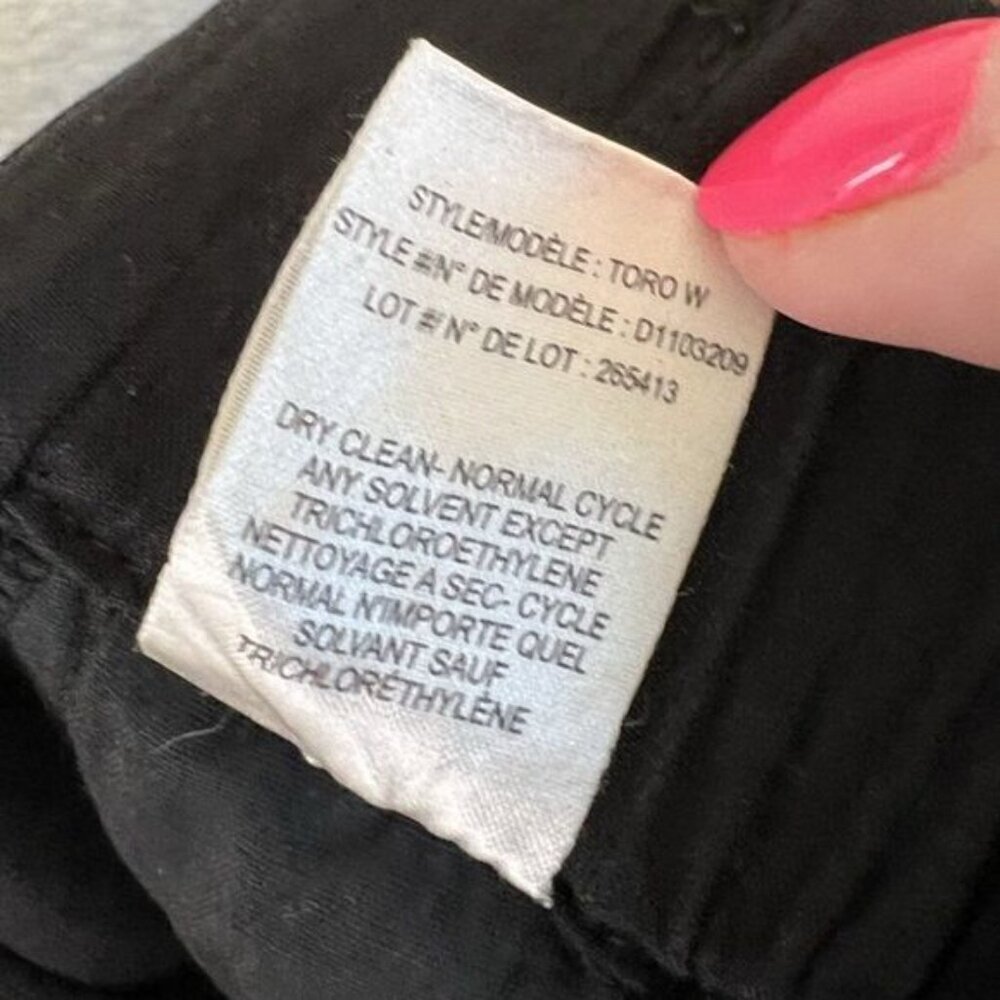 STYLE/MODÈLE : TORO W
STYLE #/N° DE MODÈLE : D1103209
LOT #/ N° DE LOT : 265413
DRY CLEAN- NORMAL CYCLE
ANY SOLVENT EXCEPT
TRICHLOROETHYLENE
NETTOYAGE A SEC- CYCLE
NORMAL N'IMPORTE QUEL
SOLVANT SAUF
TRICHLORÉTHYLÈNE